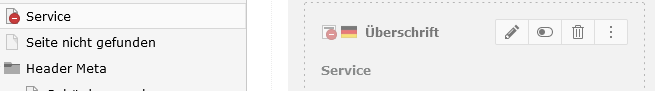 Service
Seite nicht gefunden
Header Meta
Überschrift
Service